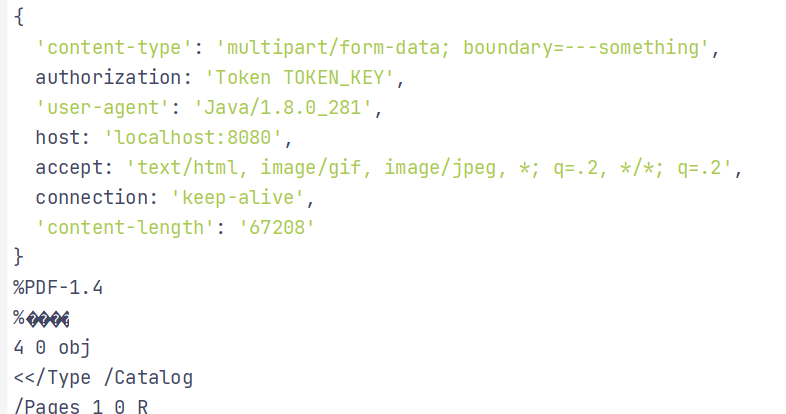 {
'content-type': 'multipart/form-data; boundary=---something',
authorization: 'Token TOKEN_KEY',
'user-agent': 'Java/1.8.0_281',
host: 'localhost:8080',
accept: 'text/html, image/gif, image/jpeg, *; q=.2, */*; q=.2',
connection: 'keep-alive',
'content-length': '67208'
}
%PDF-1.4
%����
4 0 obj
<</Type /Catalog
/Pages 1 0 R